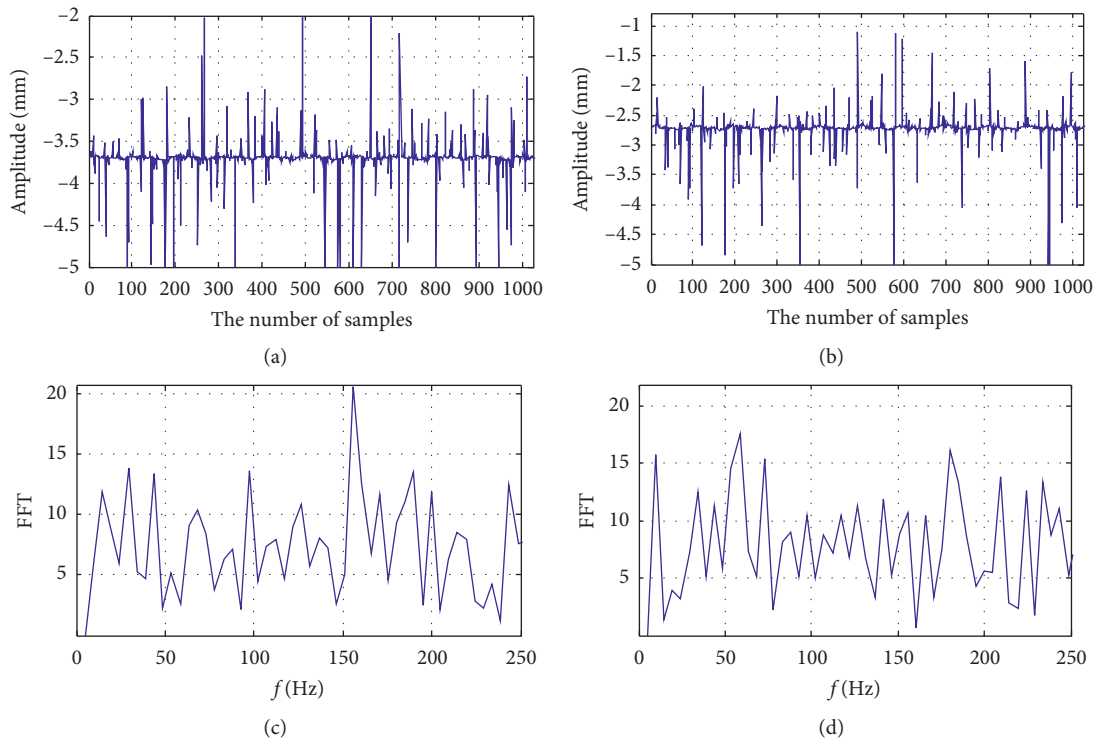 Amplitude (mm)
−2
−2.5
−3
−3.5
−4
−4.5
−5
0 100 200 300 400 500 600 700 800 900 1000
The number of samples
(a)
Amplitude (mm)
−1
−1.5
−2
−2.5
−3
−3.5
−4
−4.5
−5
0 100 200 300 400 500 600 700 800 900 1000
The number of samples
(b)
FFT
20
15
10
5
0 50 100 150 200 250
f (Hz)
(c)
FFT
20
15
10
5
0 50 100 150 200 250
f (Hz)
(d)